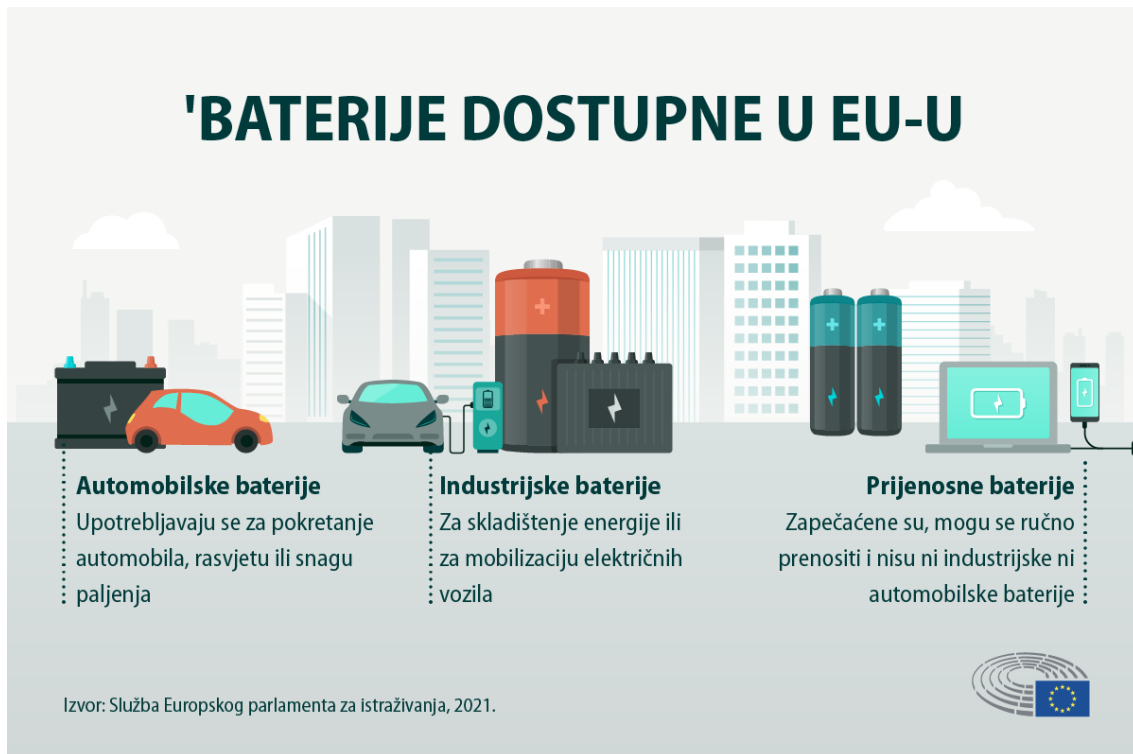 'BATERIJE DOSTUPNE U EU-U
Automobilske baterije
Upotrebljavaju se za pokretanje
automobila, rasvjetu ili snagu
paljenja
Industrijske baterije
Za skladištenje energije ili
za mobilizaciju električnih
vozila
Prijenosne baterije
Zapečaćene su, mogu se ručno
prenositi i nisu ni industrijske ni
automobilske baterije
Izvor: Služba Europskog parlamenta za istraživanja, 2021.